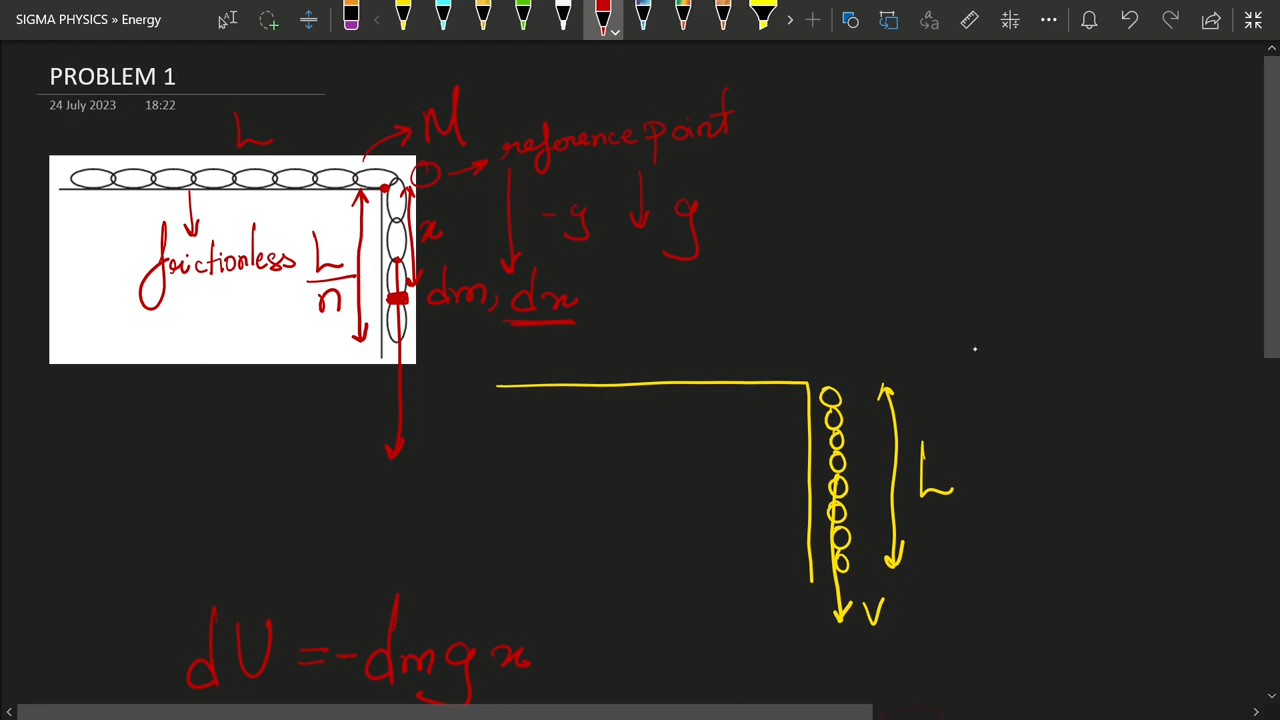 SIGMA PHYSICS » Energy
PROBLEM 1
24 July 2023 18:22
L
M
O → reference point
x
-g
g
frictionless
L/n
dm, dx
L
V
dU = -dmgx